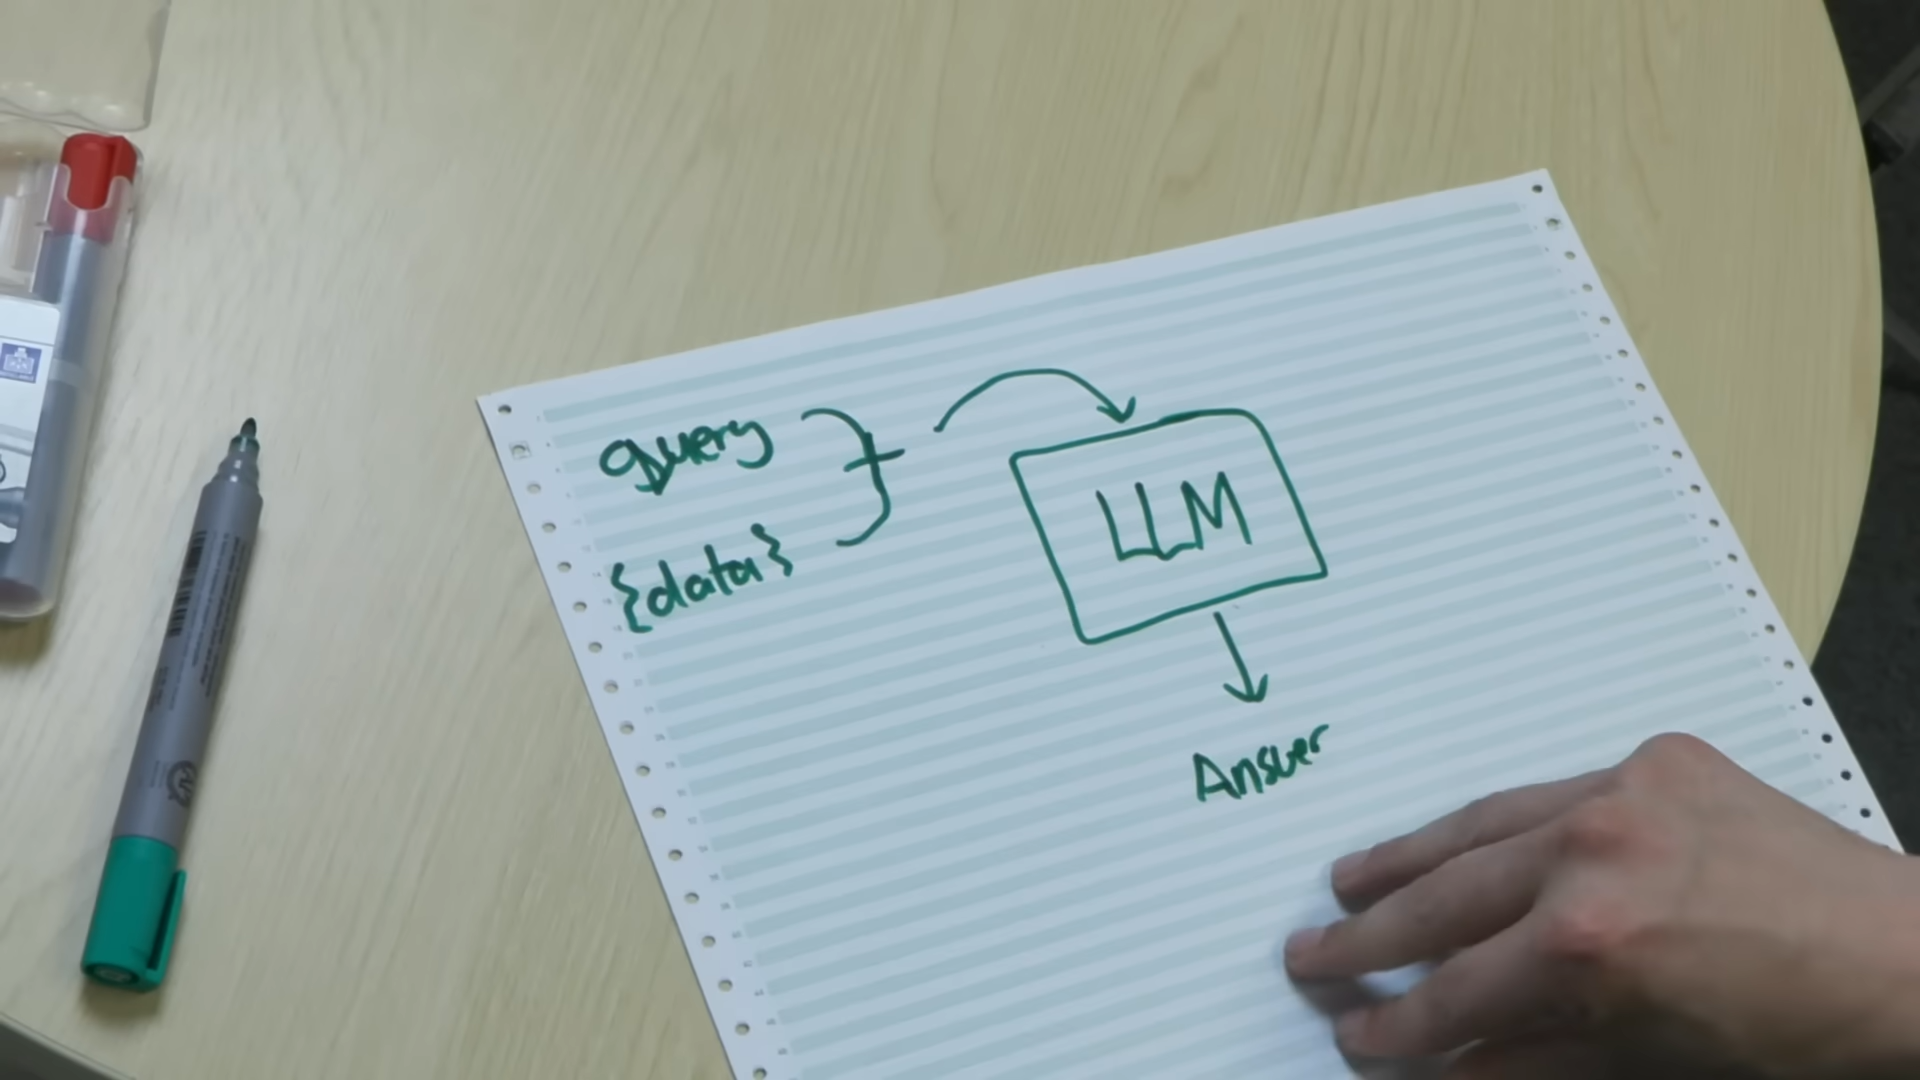 query
{data}
+
LLM
Answer